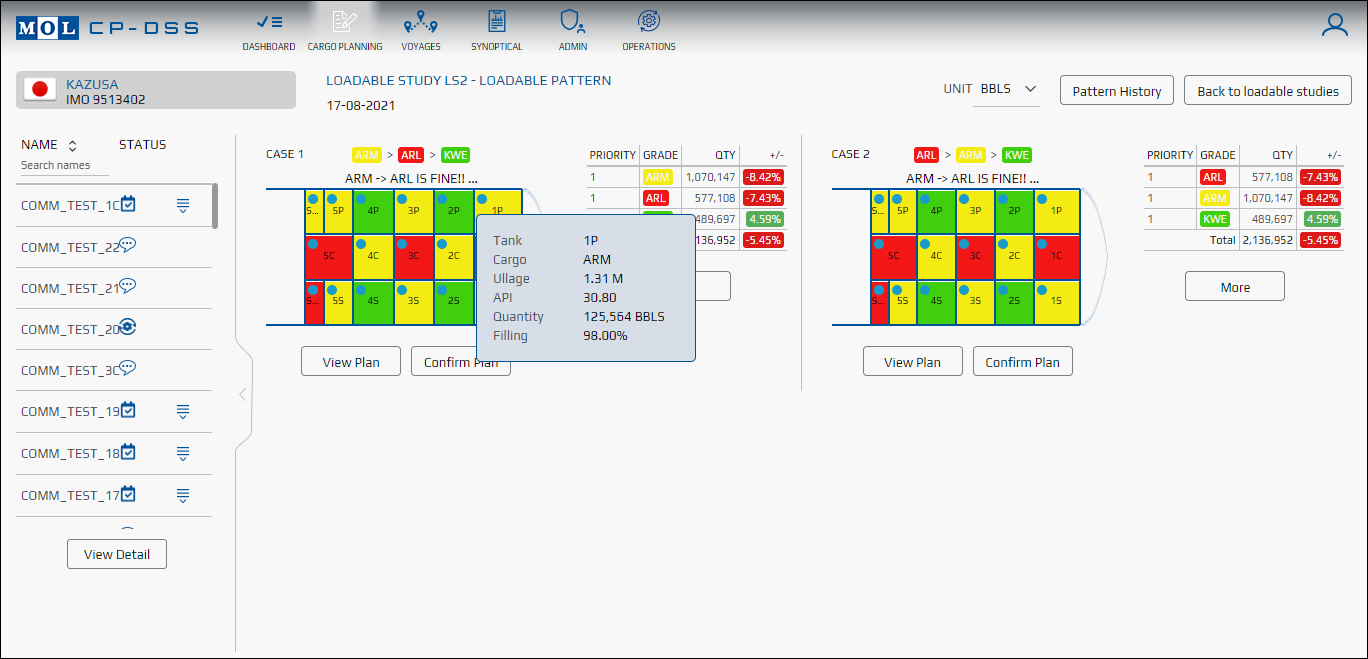 MOL CP-DSS
DASHBOARD CARGO PLANNING VOYAGES SYNOPTICAL ADMIN OPERATIONS
KAZUSA
IMO 9513402
LOADABLE STUDY LS2 - LOADABLE PATTERN
17-08-2021
UNIT BBLS
Pattern History
Back to loadable studies
NAME STATUS
Search names
COMM_TEST_1C
COMM_TEST_22
COMM_TEST_21
COMM_TEST_20
COMM_TEST_3C
COMM_TEST_19
COMM_TEST_18
COMM_TEST_17
View Detail
CASE 1 ARM > ARL > KWE
ARM -> ARL IS FINE!! ...
S... 5P 4P 3P 2P 1P
5C 4C 3C 2C
S... 5S 4S 3S 2S
View Plan
Confirm Plan
PRIORITY GRADE QTY +/-
1 ARM 1,070,147 -8.42%
1 ARL 577,108 -7.43%
489,697 4.59%
136,952 -5.45%
Tank 1P
Cargo ARM
Ullage 1.31 M
API 30.80
Quantity 125,564 BBLS
Filling 98.00%
CASE 2 ARL > ARM > KWE
ARM -> ARL IS FINE!! ...
S... 5P 4P 3P 2P 1P
5C 4C 3C 2C 1C
S... 5S 4S 3S 2S 1S
View Plan
Confirm Plan
PRIORITY GRADE QTY +/-
1 ARL 577,108 -7.43%
1 ARM 1,070,147 -8.42%
1 KWE 489,697 4.59%
Total 2,136,952 -5.45%
More